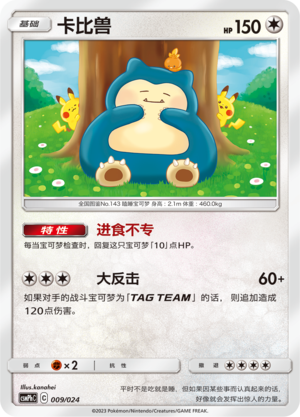 基础 卡比兽 HP 150
全国图鉴No.143 瞌睡宝可梦 身高：2.1m 体重：460.0kg
特性 进食不专
每当宝可梦检查时，回复这只宝可梦「10」点HP。
大反击 60+
如果对手的战斗宝可梦为「TAG TEAM」的话，则追加造成
120点伤害。
弱点 ×2 抗性 撤退
Illus.kanahei
CSMPhC C 009/024
平时不是吃就是睡，但如果因某些事而认真起来的话，
好像就会发挥出惊人的力量。
©2023 Pokémon/Nintendo/Creatures/GAME FREAK.